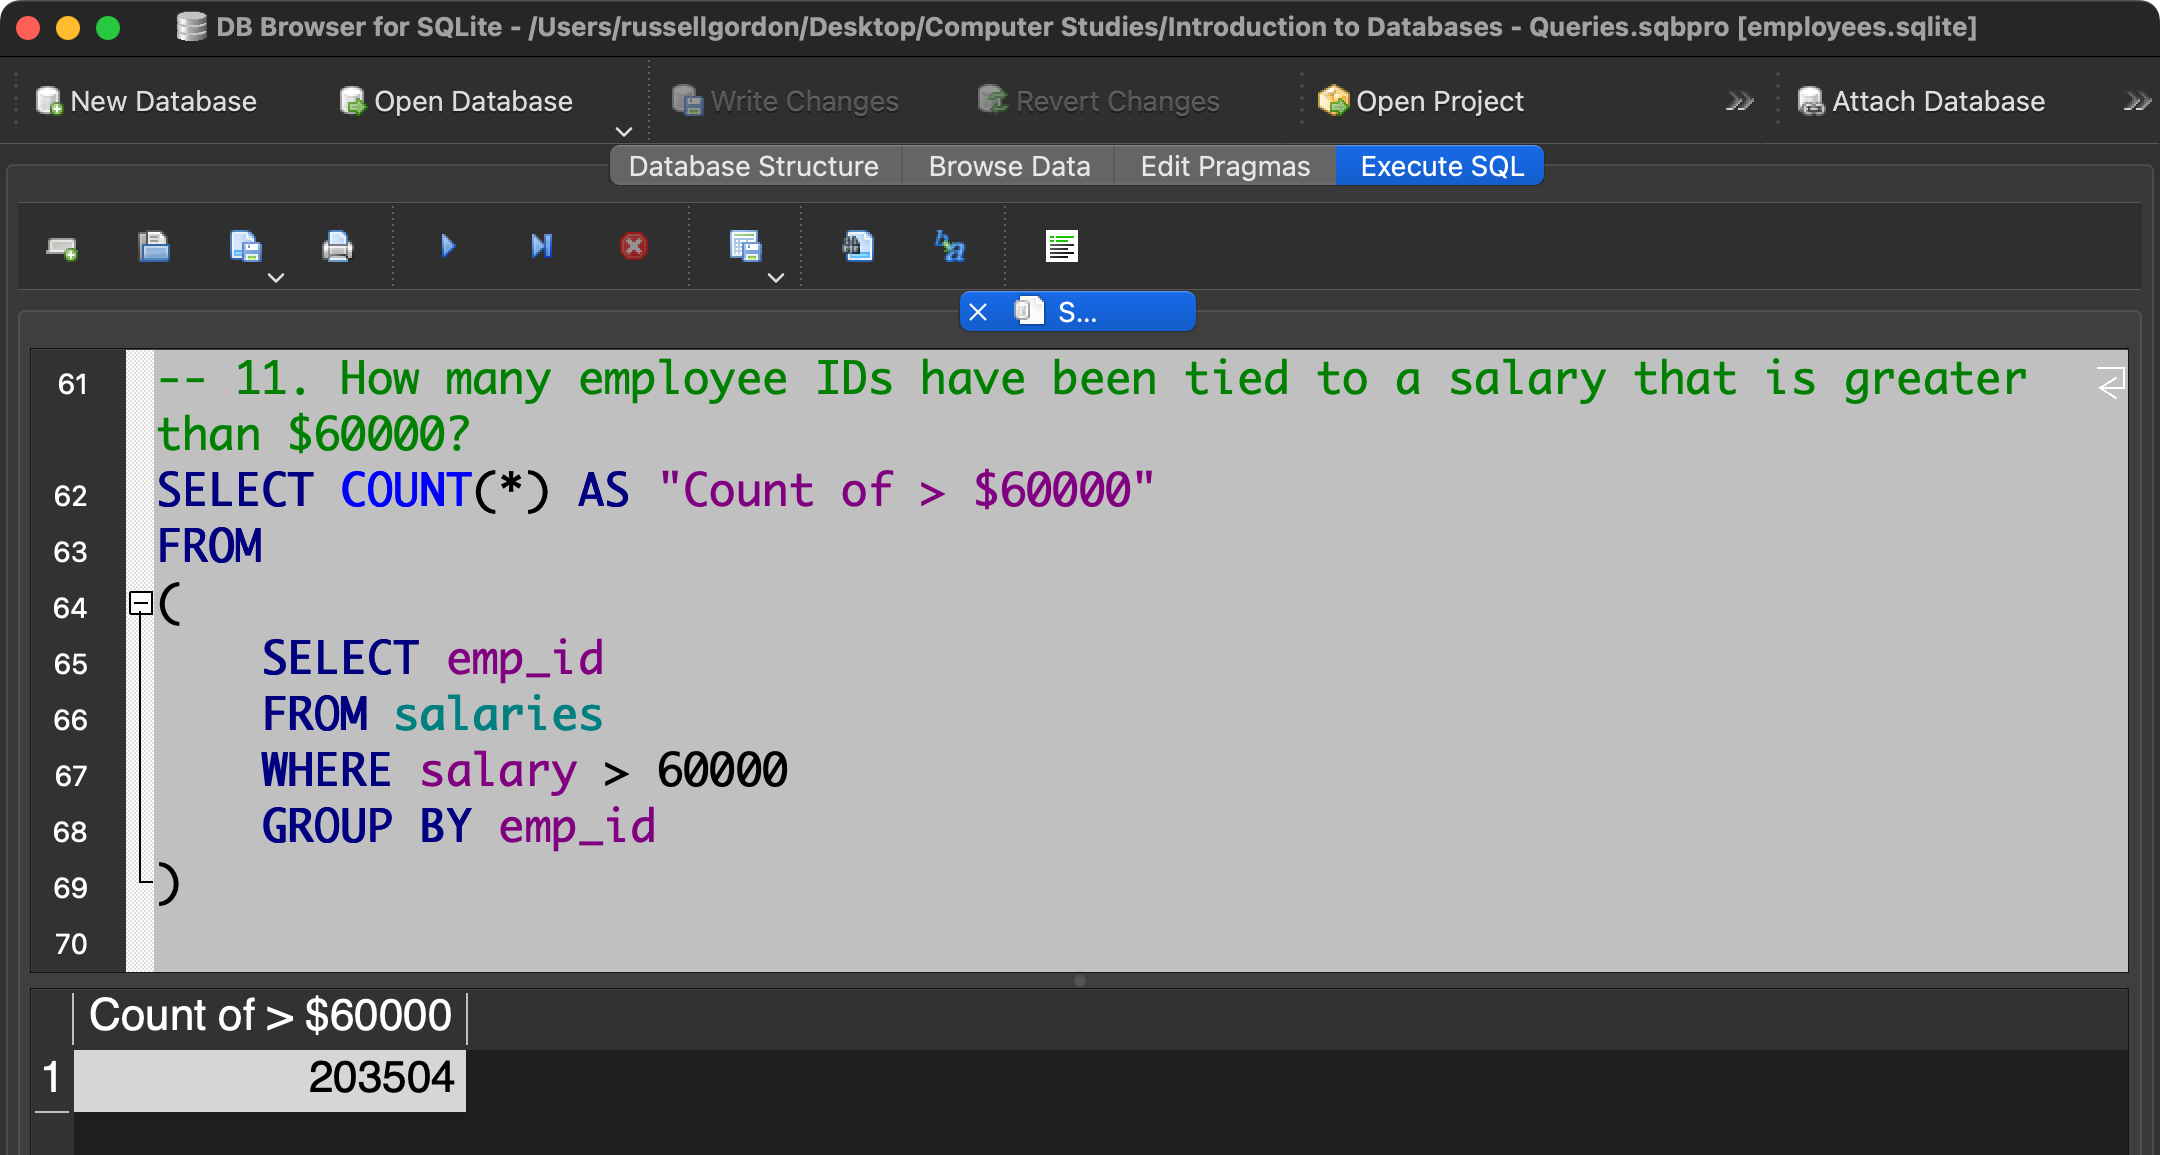 DB Browser for SQLite - /Users/russellgordon/Desktop/Computer Studies/Introduction to Databases - Queries.sqbpro [employees.sqlite]
New Database Open Database Write Changes Revert Changes Open Project Attach Database
Database Structure Browse Data Edit Pragmas Execute SQL
S...
61 -- 11. How many employee IDs have been tied to a salary that is greater
than $60000?
62 SELECT COUNT(*) AS "Count of > $60000"
63 FROM
64 (
65 SELECT emp_id
66 FROM salaries
67 WHERE salary > 60000
68 GROUP BY emp_id
69 )
70
Count of > $60000
1 203504